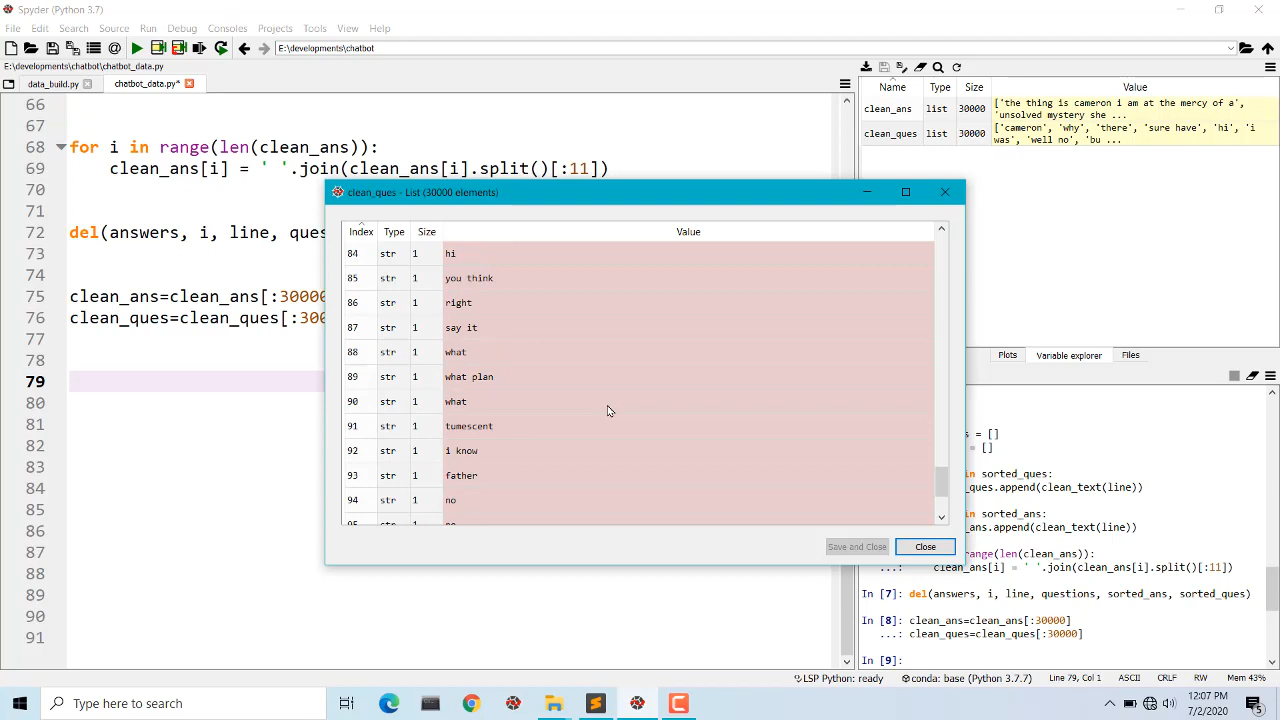 Spyder (Python 3.7)
File Edit Search Source Run Debug Consoles Projects Tools View Help
E:\developments\chatbot
E:\developments\chatbot\chatbot_data.py
data_build.py chatbot_data.py*
66
67
68 for i in range(len(clean_ans)):
69 clean_ans[i] = ' '.join(clean_ans[i].split()[:11])
70
71
72 del(answers, i, line, ques
73
74
75 clean_ans=clean_ans[:30000
76 clean_ques=clean_ques[:300
77
78
79
80
81
82
83
84
85
86
87
88
89
90
91
Name Type Size Value
clean_ans list 30000 ['the thing is cameron i am at the mercy of a', 'unsolved mystery she ...
clean_ques list 30000 ['cameron', 'why', 'there', 'sure have', 'hi', 'i was', 'well no', 'bu ...
clean_ques - List (30000 elements)
Index Type Size Value
84 str 1 hi
85 str 1 you think
86 str 1 right
87 str 1 say it
88 str 1 what
89 str 1 what plan
90 str 1 what
91 str 1 tumescent
92 str 1 i know
93 str 1 father
94 str 1 no
Save and Close Close
Plots Variable explorer Files
s = []
= []
in sorted_ques:
_ques.append(clean_text(line))
in sorted_ans:
_ans.append(clean_text(line))
range(len(clean_ans)):
...: clean_ans[i] = ' '.join(clean_ans[i].split()[:11])
In [7]: del(answers, i, line, questions, sorted_ans, sorted_ques)
In [8]: clean_ans=clean_ans[:30000]
...: clean_ques=clean_ques[:30000]
In [9]:
LSP Python: ready conda: base (Python 3.7.7) Line 79, Col 1 ASCII CRLF RW Mem 43%
Type here to search
12:07 PM
7/2/2020
5